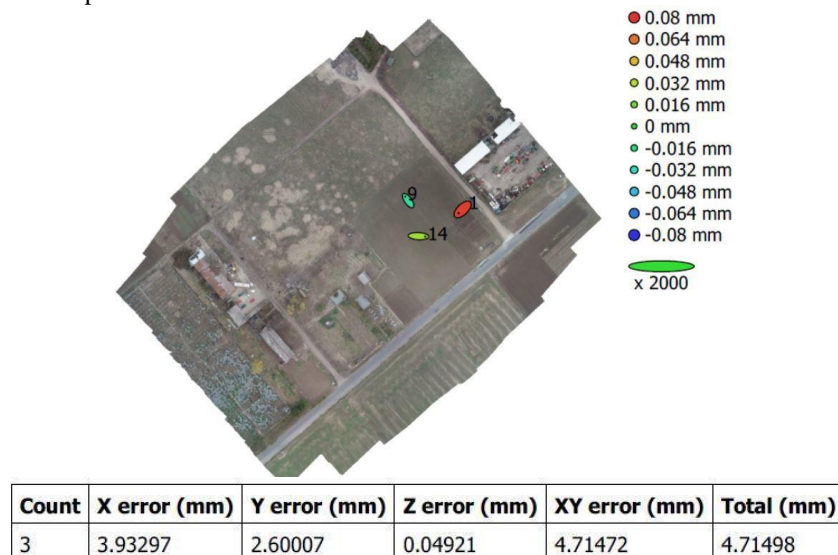 0.08 mm
0.064 mm
0.048 mm
0.032 mm
0.016 mm
0 mm
-0.016 mm
-0.032 mm
-0.048 mm
-0.064 mm
-0.08 mm
x 2000
9
1
14
Count X error (mm) Y error (mm) Z error (mm) XY error (mm) Total (mm)
3 3.93297 2.60007 0.04921 4.71472 4.71498